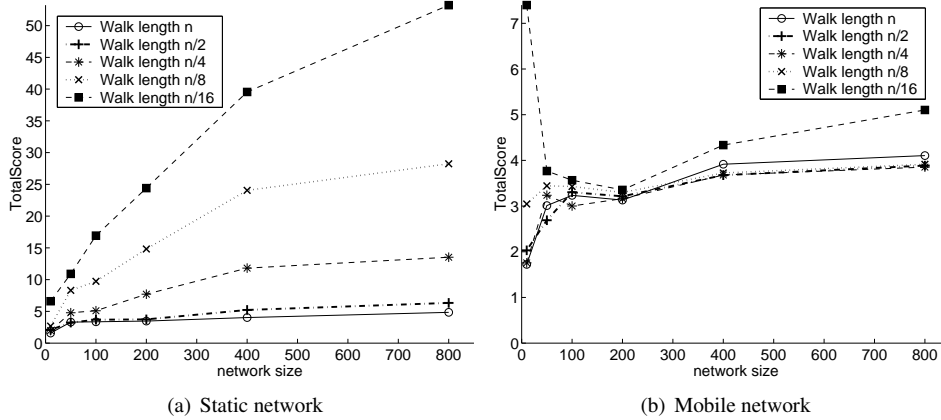 50
45
40
35
30
25
20
15
10
5
0
TotalScore
Walk length n
Walk length n/2
Walk length n/4
Walk length n/8
Walk length n/16
0 100 200 300 400 500 600 700 800
network size
(a) Static network
7
6
5
4
3
2
1
0
TotalScore
Walk length n
Walk length n/2
Walk length n/4
Walk length n/8
Walk length n/16
0 100 200 300 400 500 600 700 800
network size
(b) Mobile network